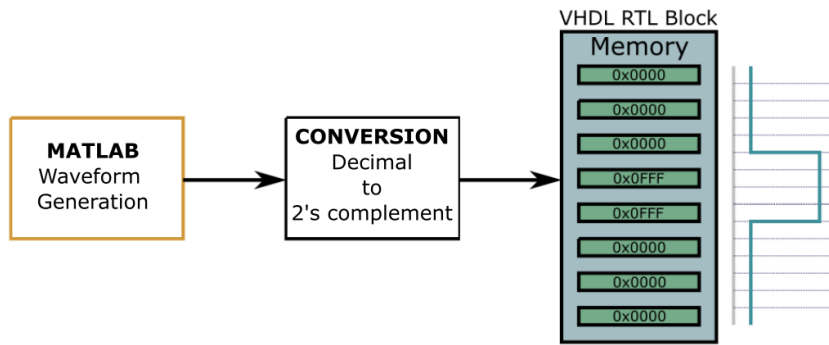 VHDL RTL Block
Memory
0x0000
0x0000
0x0000
0x0FFF
0x0FFF
0x0000
0x0000
0x0000
MATLAB
Waveform
Generation
CONVERSION
Decimal
to
2's complement